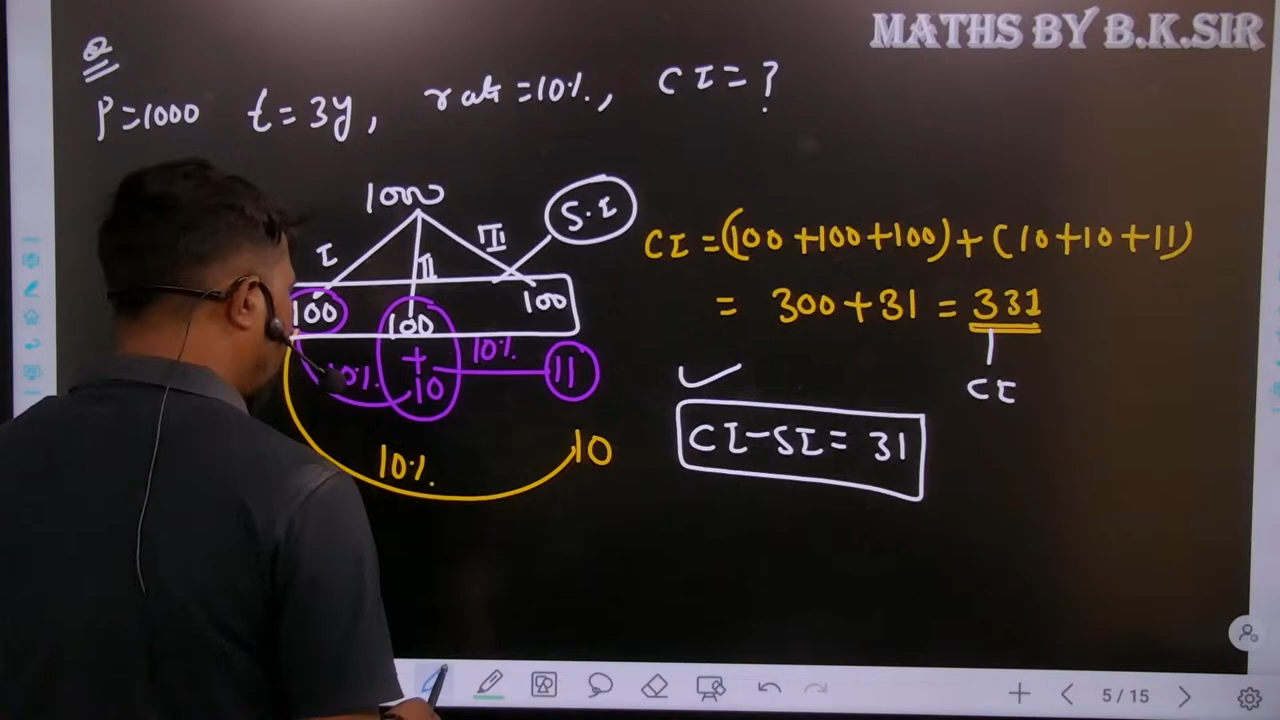 MATHS BY B.K.SIR
Q
P=1000 t=3y, rate=10%, CI=?
1000
S.I
I II III
100 100 100
10% + 10 10% 11
10% 10
CI=(100+100+100)+(10+10+11)
= 300+31=331
CI
CI-SI=31
5/15